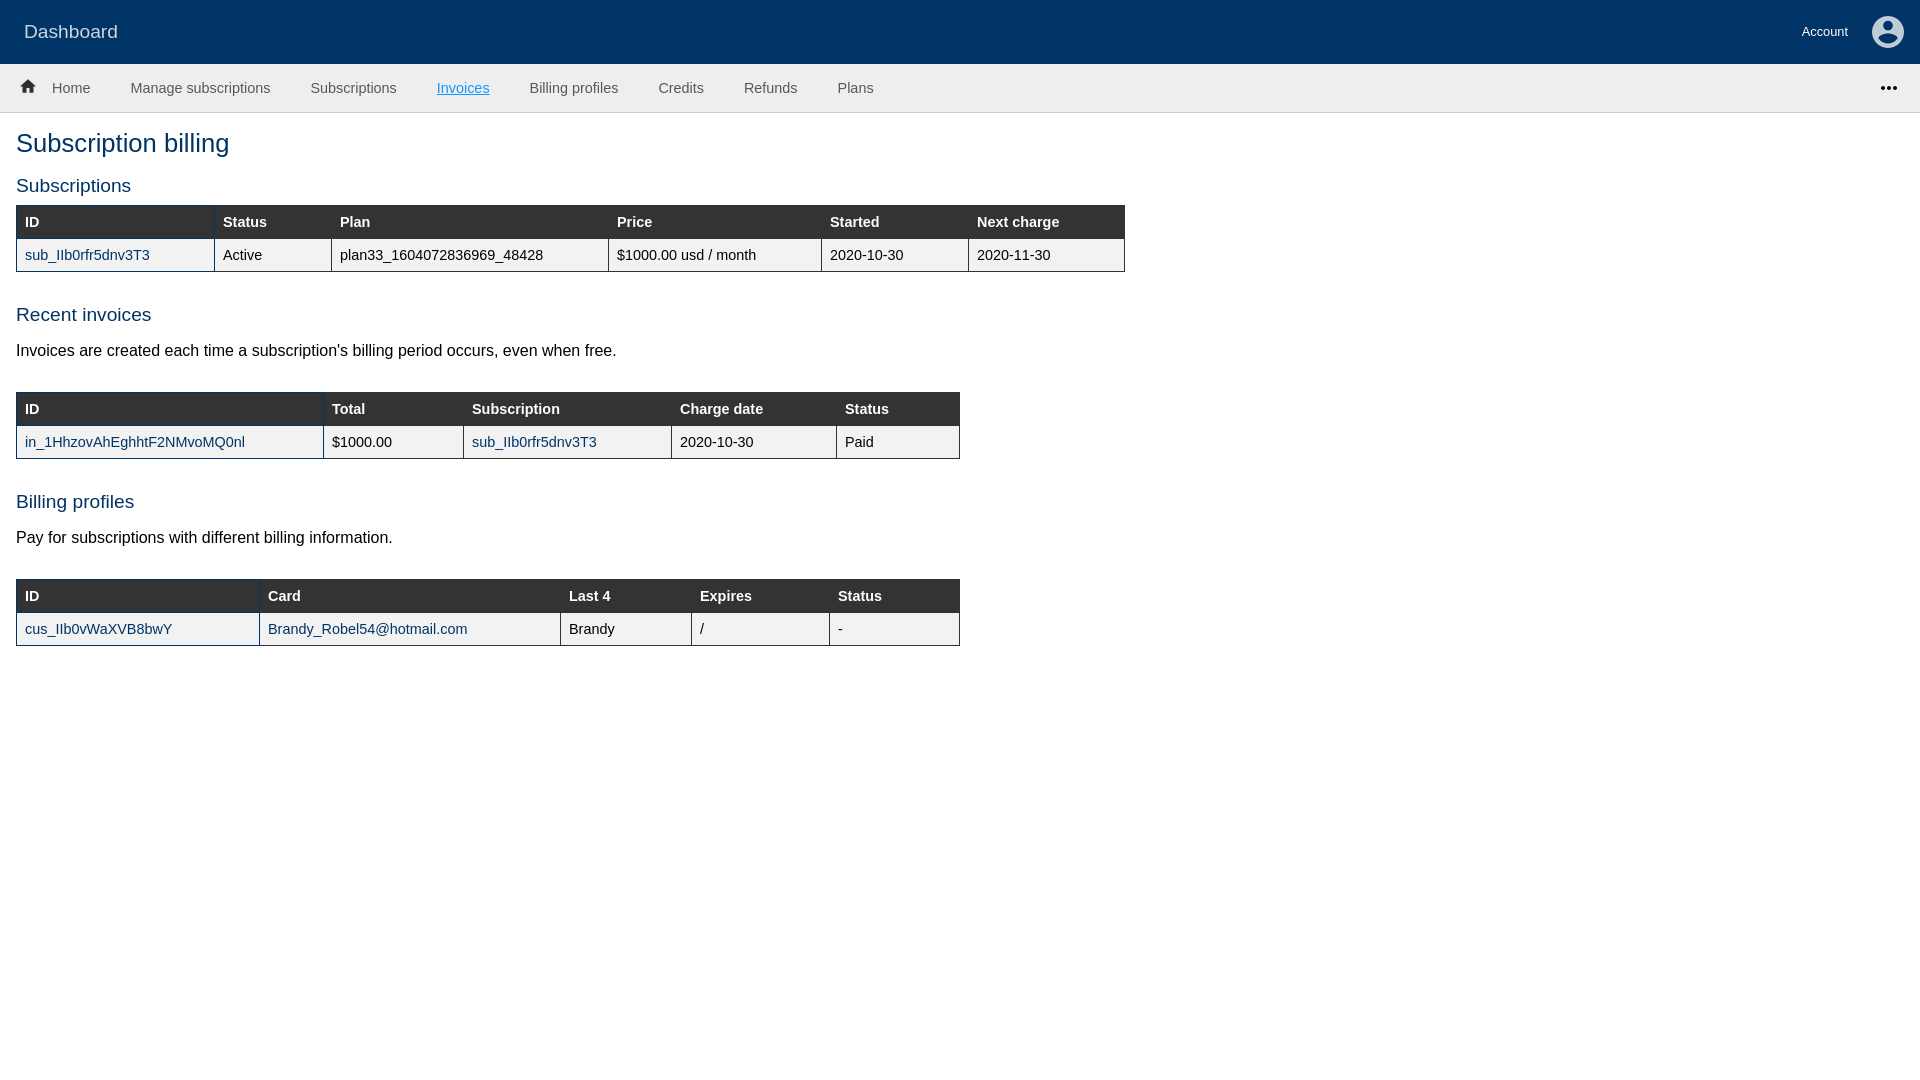 Dashboard
Account
Home Manage subscriptions Subscriptions Invoices Billing profiles Credits Refunds Plans
Subscription billing
Subscriptions
ID Status Plan Price Started Next charge
sub_IIb0rfr5dnv3T3 Active plan33_1604072836969_48428 $1000.00 usd / month 2020-10-30 2020-11-30
Recent invoices
Invoices are created each time a subscription's billing period occurs, even when free.
ID Total Subscription Charge date Status
in_1HhzovAhEghhtF2NMvoMQ0nl $1000.00 sub_IIb0rfr5dnv3T3 2020-10-30 Paid
Billing profiles
Pay for subscriptions with different billing information.
ID Card Last 4 Expires Status
cus_IIb0vWaXVB8bwY Brandy_Robel54@hotmail.com Brandy / -